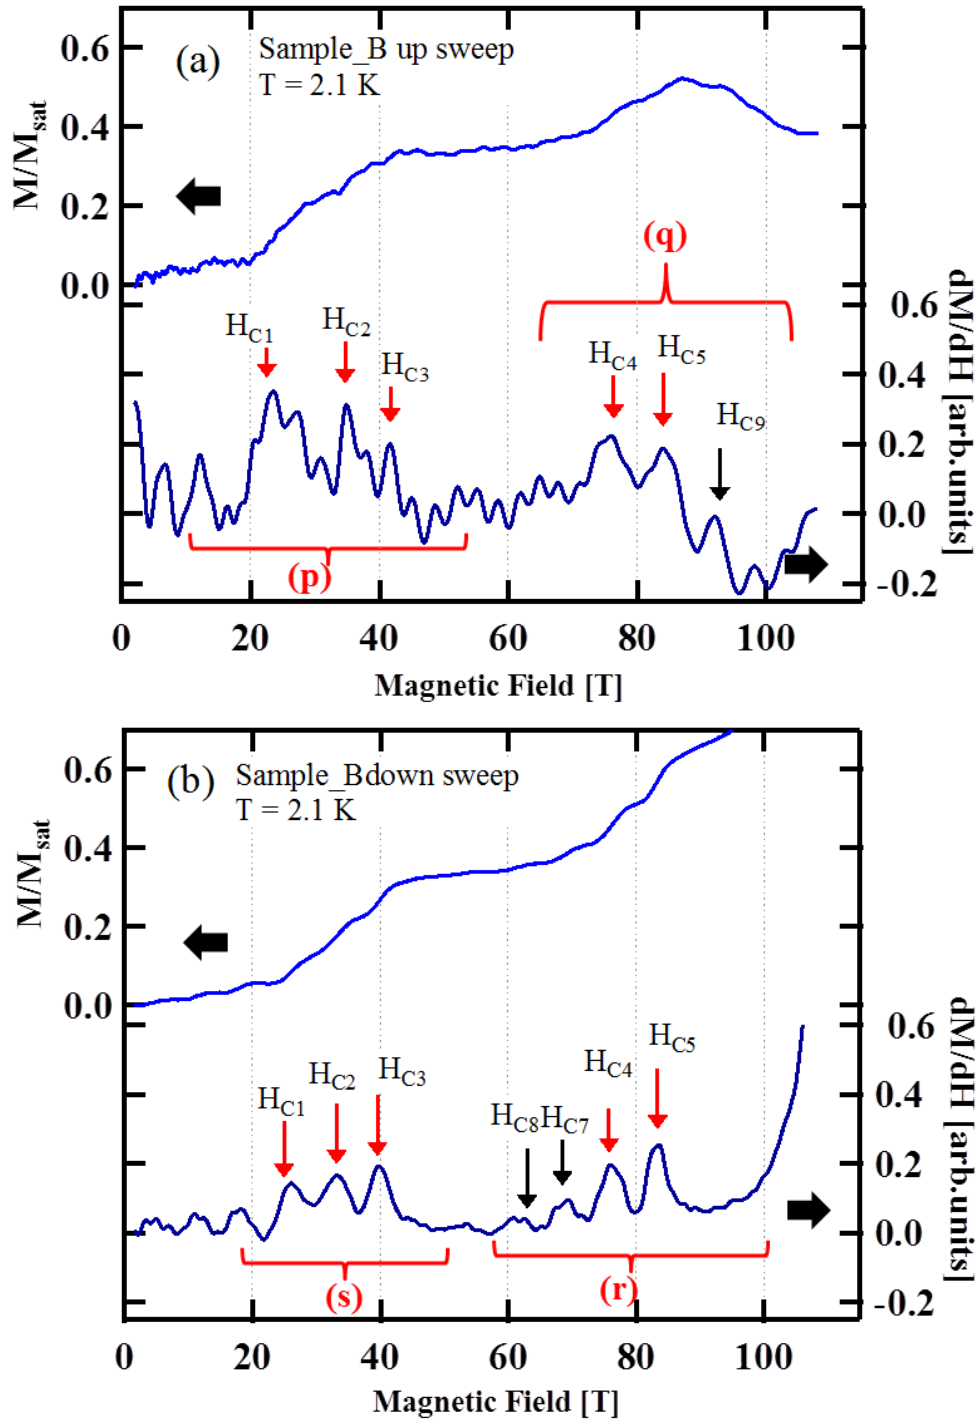 (a)
Sample_B up sweep
T = 2.1 K
M/Msat
0.6
0.4
0.2
0.0
(q)
HC1
HC2
HC3
HC4
HC5
HC9
(p)
0.6
0.4
0.2
0.0
-0.2
dM/dH [arb.units]
0 20 40 60 80 100
Magnetic Field [T]
(b)
Sample_Bdown sweep
T = 2.1 K
M/Msat
0.6
0.4
0.2
0.0
HC1
HC2
HC3
HC8
HC7
HC4
HC5
(s)
(r)
0.6
0.4
0.2
0.0
-0.2
dM/dH [arb.units]
0 20 40 60 80 100
Magnetic Field [T]